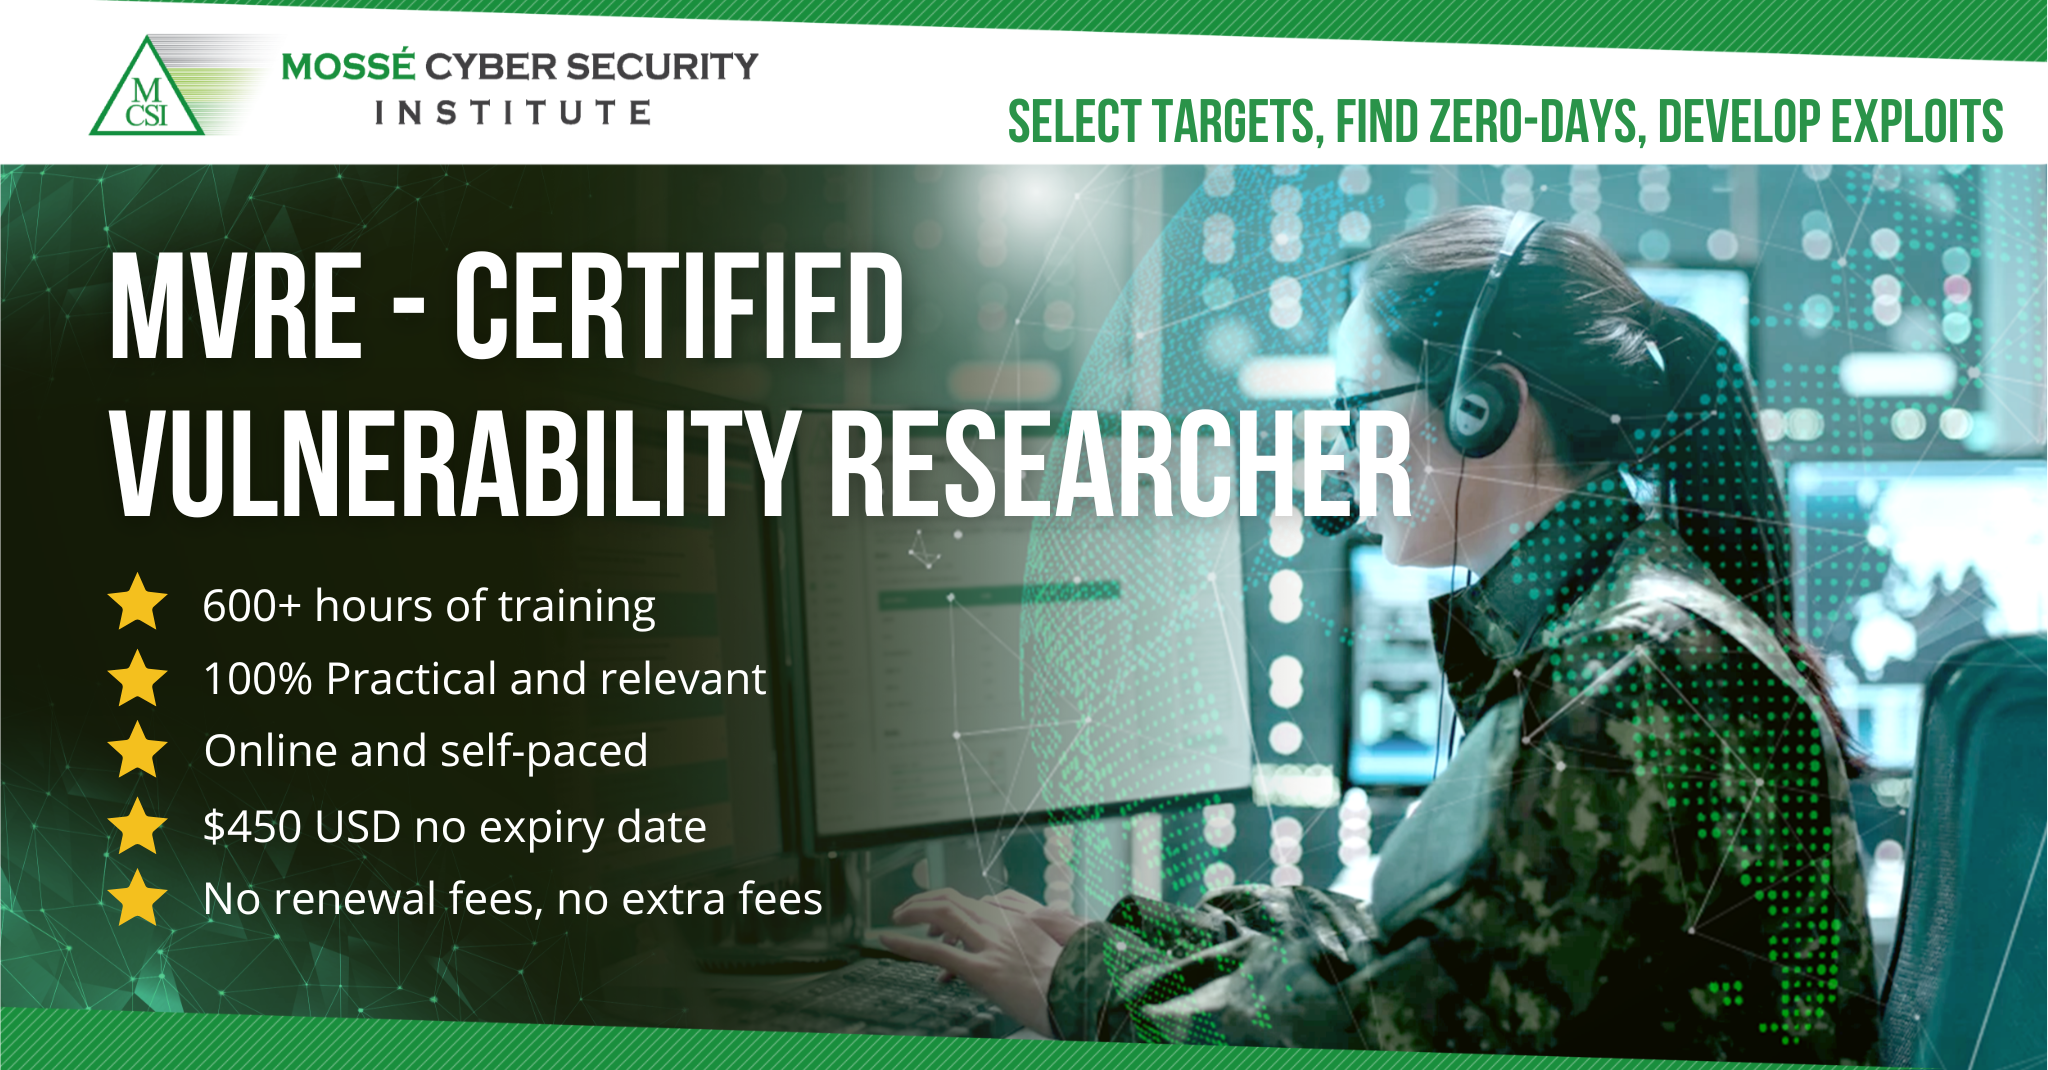 M
CSI
MOSSÉ CYBER SECURITY
INSTITUTE
SELECT TARGETS, FIND ZERO-DAYS, DEVELOP EXPLOITS
MVRE - CERTIFIED
VULNERABILITY RESEARCHER
600+ hours of training
100% Practical and relevant
Online and self-paced
$450 USD no expiry date
No renewal fees, no extra fees